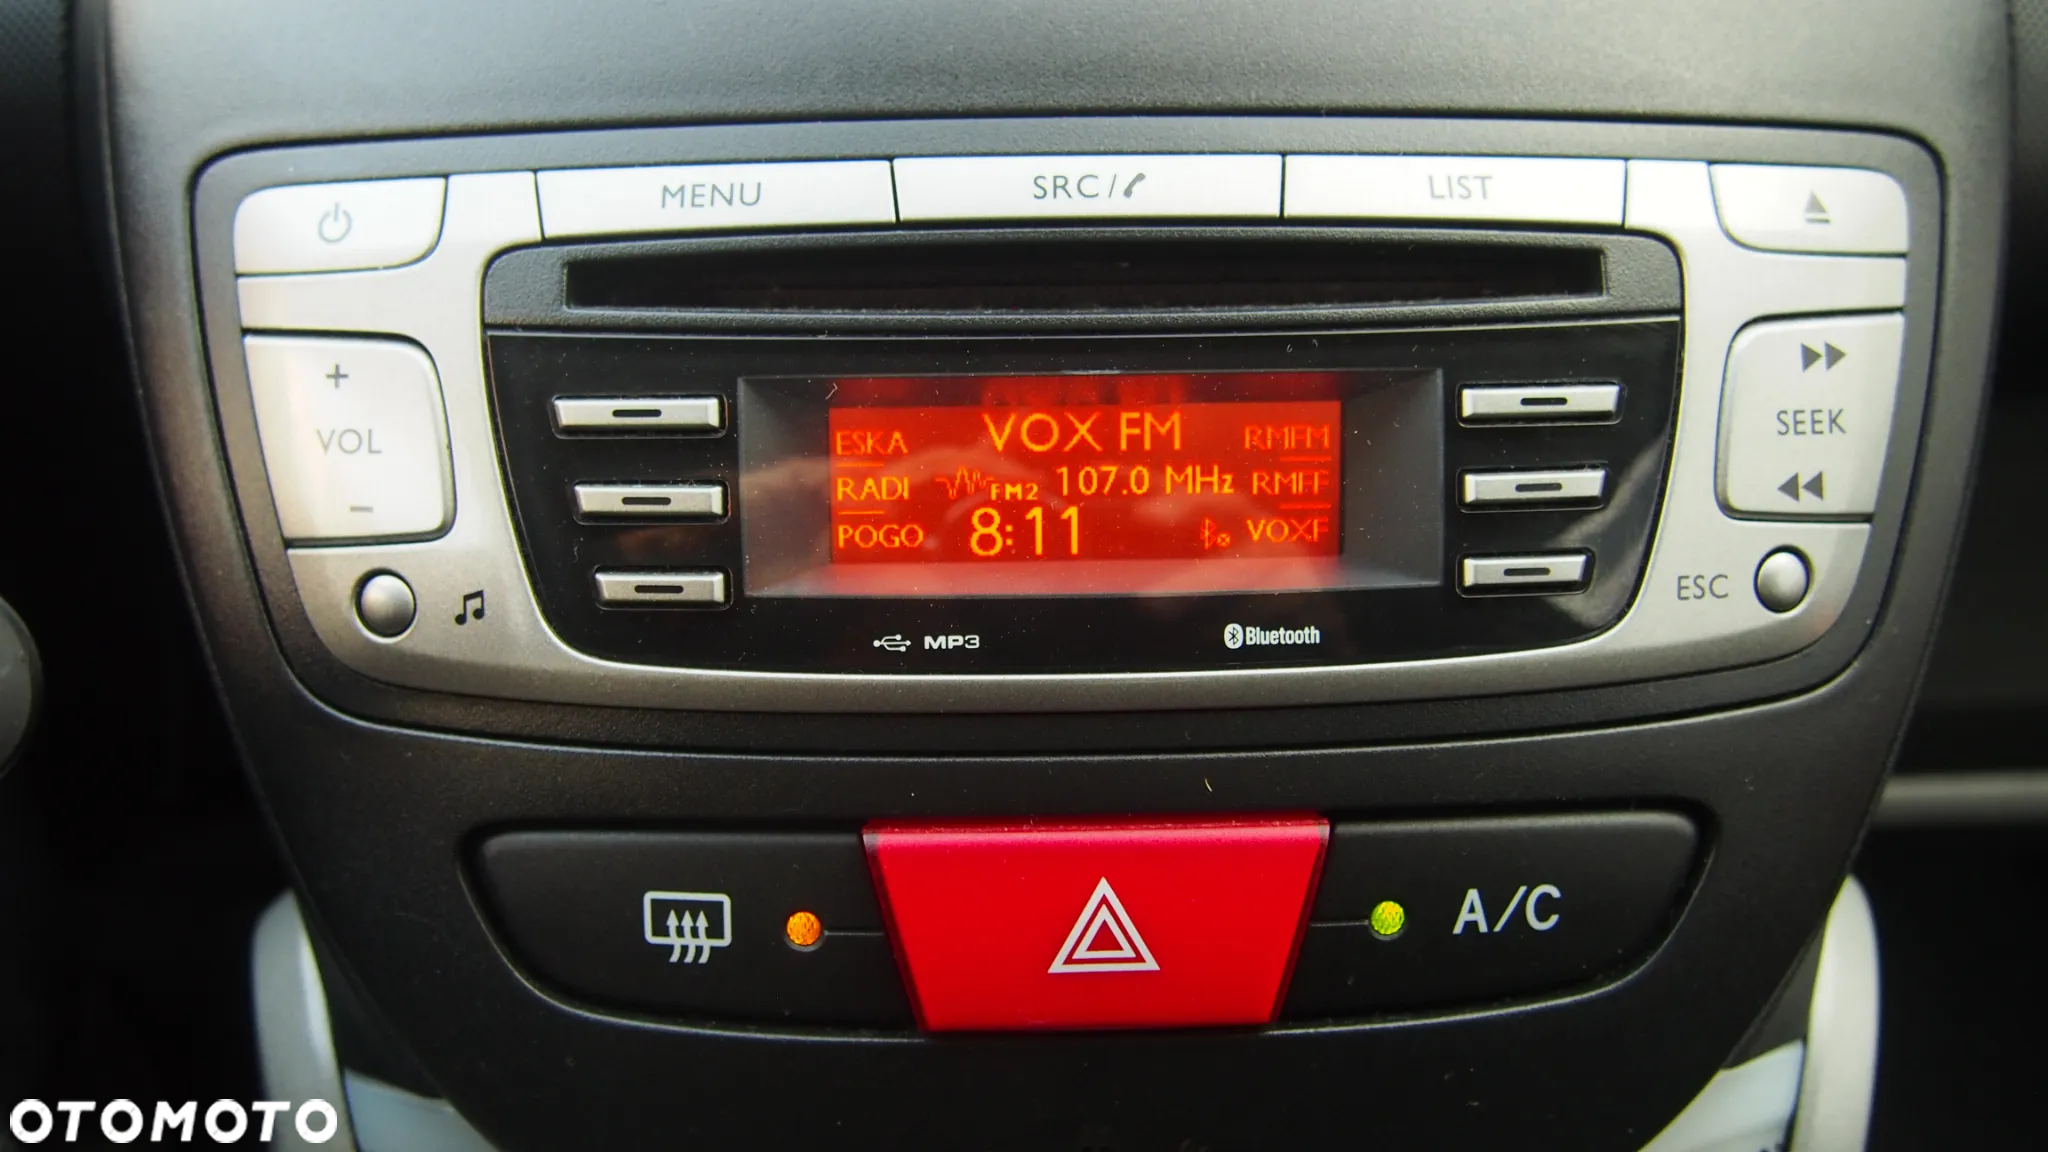 MENU
SRC/
LIST
+
VOL
-
SEEK
ESC
VOX FM
ESKA
RMFM
RADI
FM2 107.0 MHz
RMFF
POGO
8:11
VOXF
MP3
Bluetooth
A/C
OTOMOTO